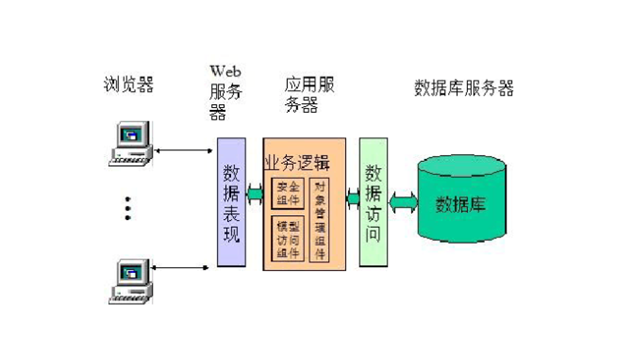 浏览器
Web
服务
器
应用服
务器
数据库服务器
数据表现
业务逻辑
安全
组件
模型
访问
组件
对象管理组件
数据访问
数据库